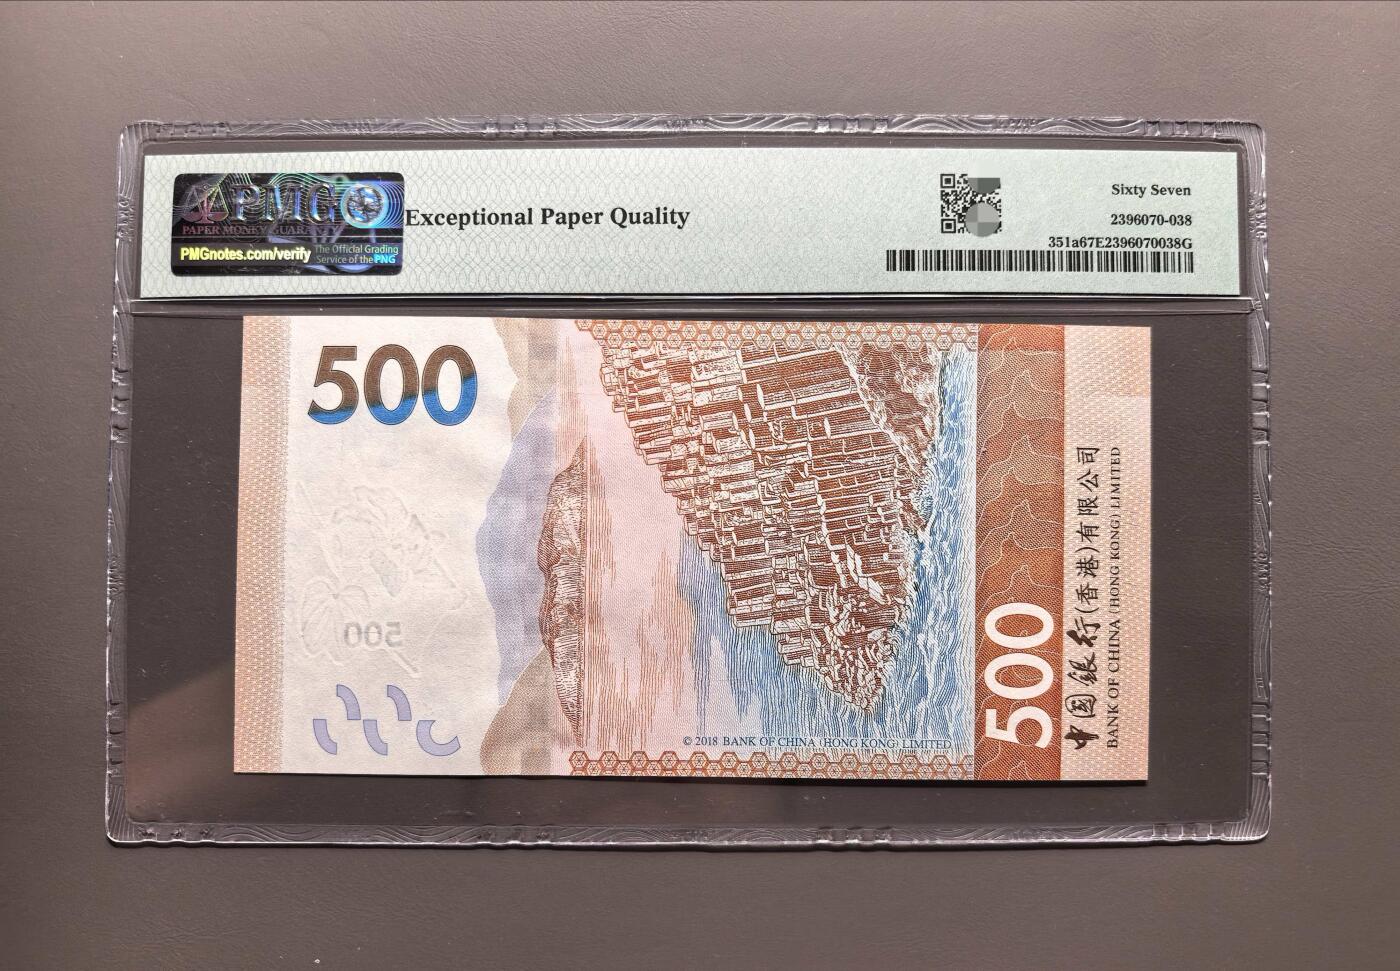 PMG
PAPER MONEY GUARANTY
PMGnotes.com/verify
The Official Grading
Service of the PNG
Exceptional Paper Quality
Sixty Seven
2396070-038
351a67E2396070038G
500
500
© 2018 BANK OF CHINA (HONG KONG) LIMITED
500
中国银行(香港)有限公司
BANK OF CHINA (HONG KONG) LIMITED